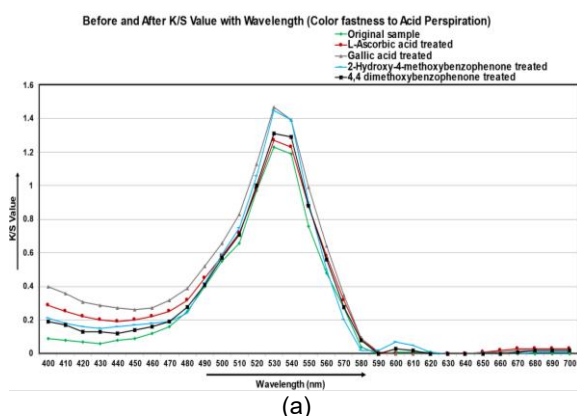 Before and After K/S Value with Wavelength (Color fastness to Acid Perspiration)
Original sample
L-Ascorbic acid treated
Gallic acid treated
2-Hydroxy-4-methoxybenzophenone treated
4,4 dimethoxybenzophenone treated
1.6
1.4
1.2
1
0.8
0.6
0.4
0.2
0
K/S Value
400 410 420 430 440 450 460 470 480 490 500 510 520 530 540 550 560 570 580 590 600 610 620 630 640 650 660 670 680 690 700
Wavelength (nm)
(a)